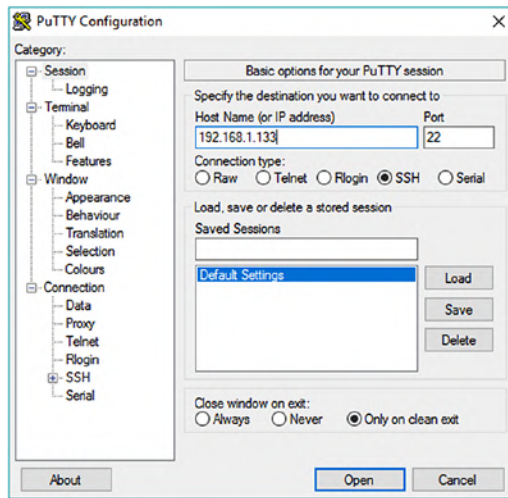 PuTTY Configuration
Category:
Session
Logging
Terminal
Keyboard
Bell
Features
Window
Appearance
Behaviour
Translation
Selection
Colours
Connection
Data
Proxy
Telnet
Rlogin
SSH
Serial
Basic options for your PuTTY session
Specify the destination you want to connect to
Host Name (or IP address) Port
192.168.1.133 22
Connection type:
Raw Telnet Rlogin SSH Serial
Load, save or delete a stored session
Saved Sessions
Default Settings
Load
Save
Delete
Close window on exit:
Always Never Only on clean exit
About Open Cancel